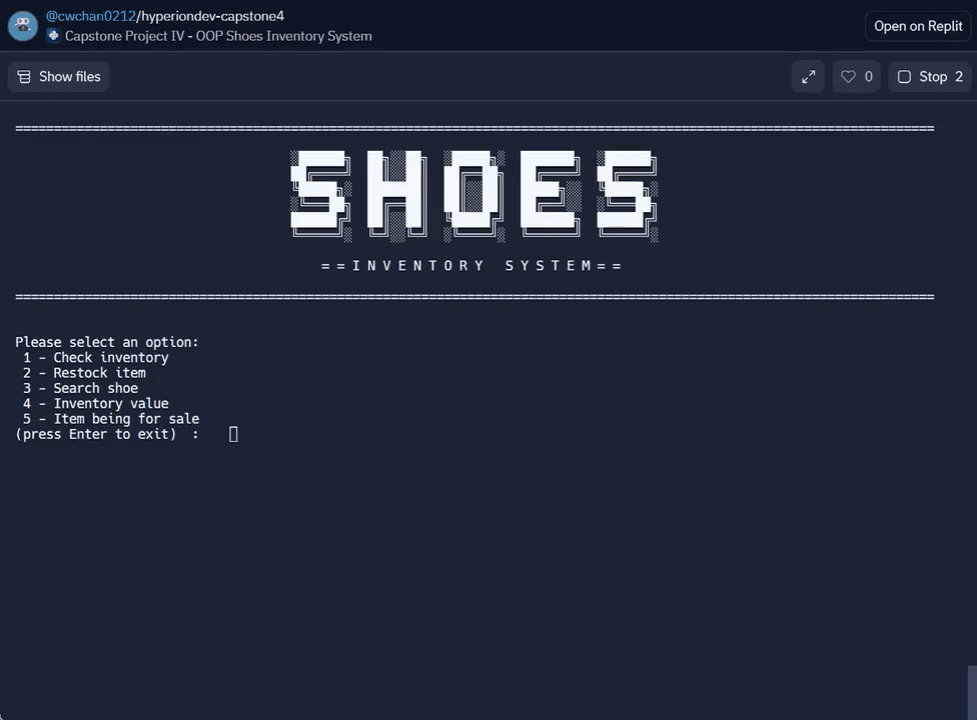 @cwchan0212/hyperiondev-capstone4
Capstone Project IV - OOP Shoes Inventory System
Open on Replit
Show files
0
Stop 2
SHOES
==INVENTORY SYSTEM==
Please select an option:
1 - Check inventory
2 - Restock item
3 - Search shoe
4 - Inventory value
5 - Item being for sale
(press Enter to exit) :